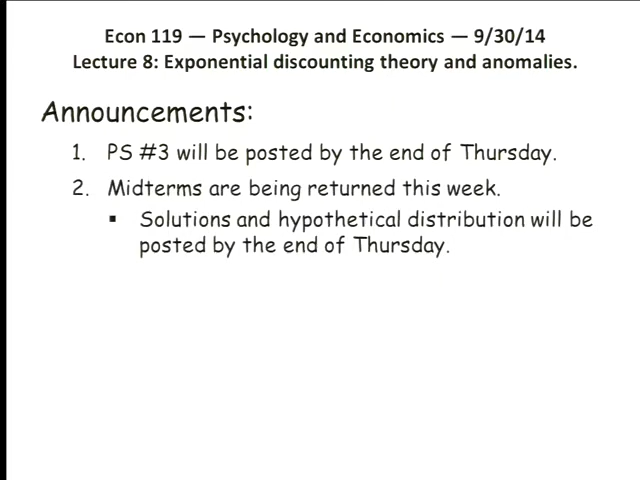 Econ 119 — Psychology and Economics — 9/30/14
Lecture 8: Exponential discounting theory and anomalies.
Announcements:
1. PS #3 will be posted by the end of Thursday.
2. Midterms are being returned this week.
▪ Solutions and hypothetical distribution will be
posted by the end of Thursday.